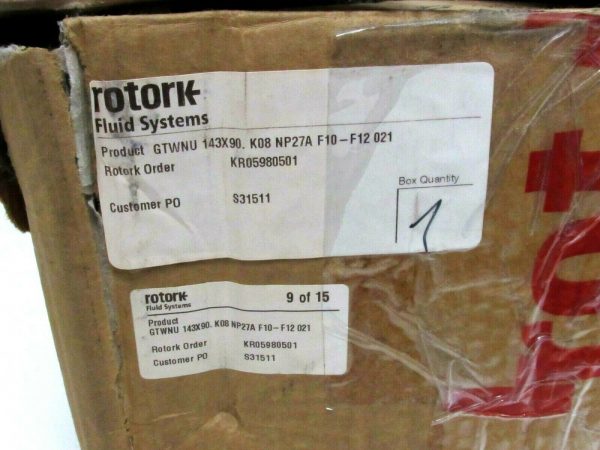 rotork
Fluid Systems
Product GTWNU 143X90. K08 NP27A F10-F12 021
Rotork Order KR05980501
Customer PO S31511
Box Quantity
1
rotork 9 of 15
Fluid Systems
Product
GTWNU 143X90. K08 NP27A F10-F12 021
Rotork Order KR05980501
Customer PO S31511